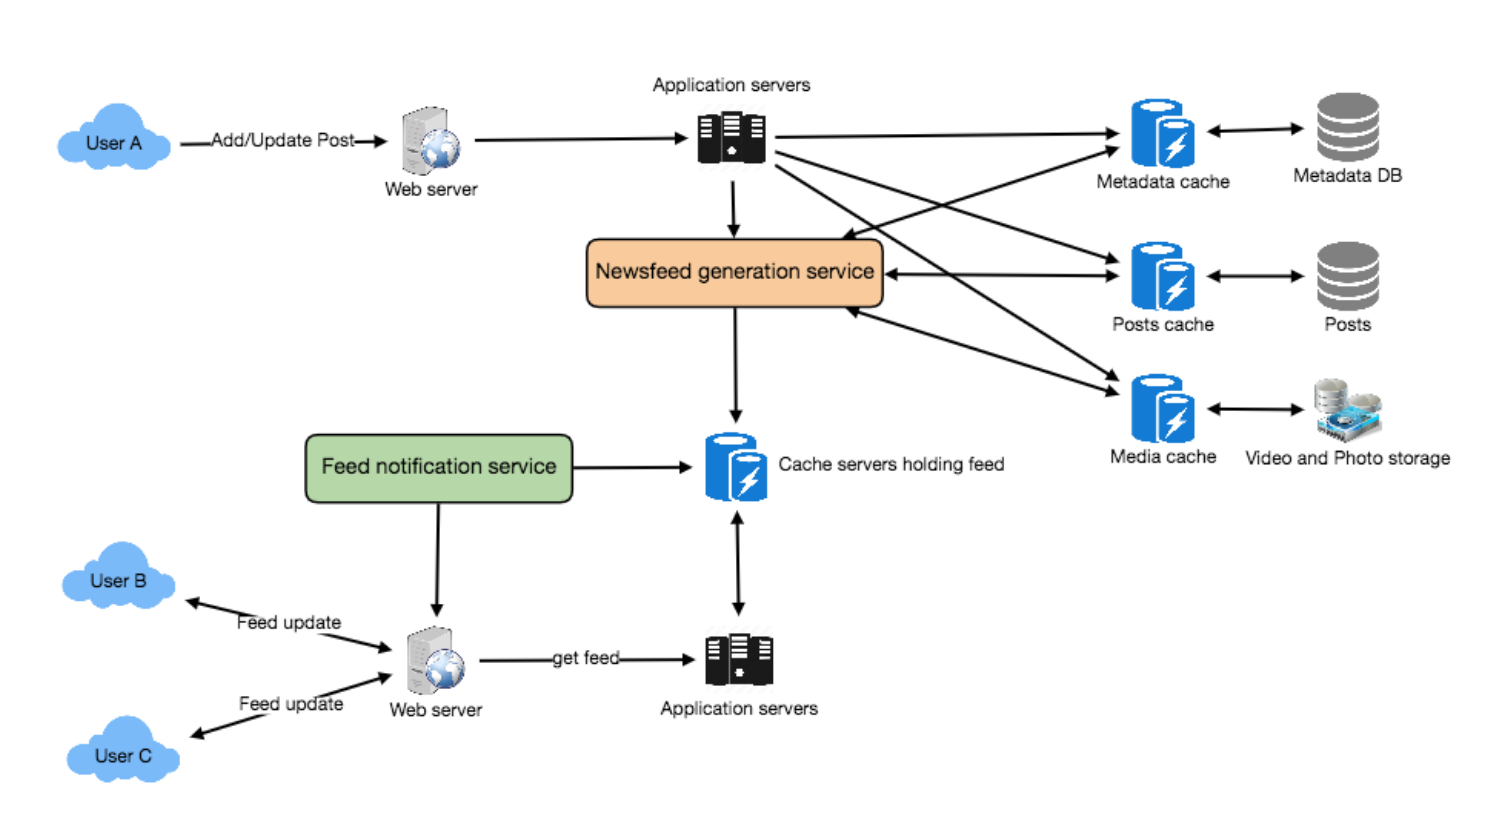 Application servers
User A
Add/Update Post
Web server
Metadata cache
Metadata DB
Newsfeed generation service
Posts cache
Posts
Media cache
Video and Photo storage
Feed notification service
Cache servers holding feed
User B
Feed update
get feed
Feed update
Web server
Application servers
User C